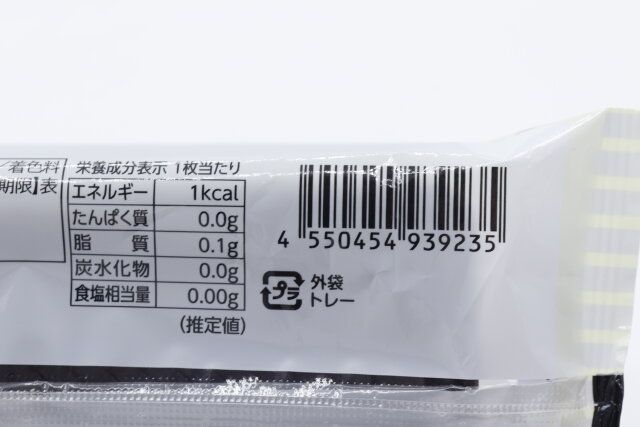 ／着色料
期限】表
栄養成分表示 1枚当たり
エネルギー 1kcal
たんぱく質 0.0g
脂質 0.1g
炭水化物 0.0g
食塩相当量 0.00g
(推定値)
4 550454 939235
プラ
外袋
トレー